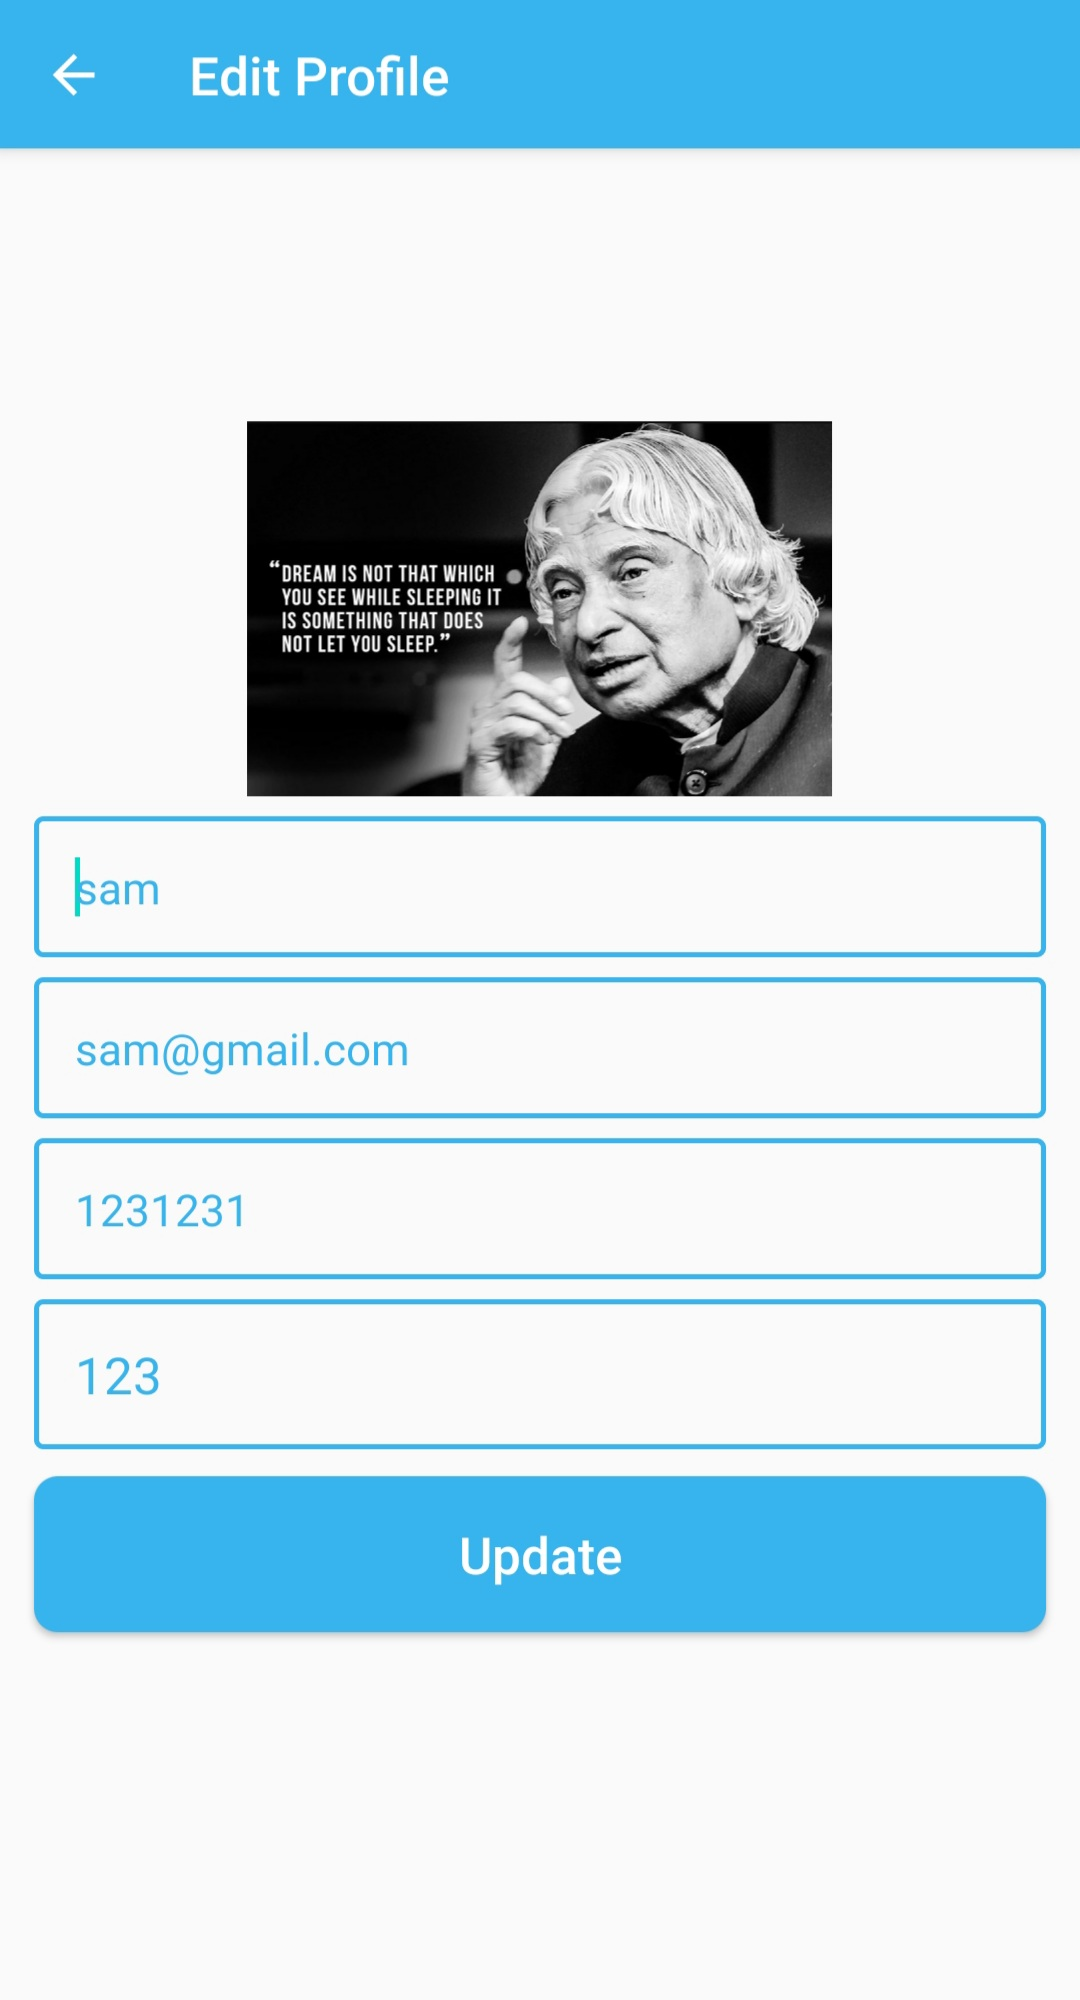 Edit Profile
“DREAM IS NOT THAT WHICH
YOU SEE WHILE SLEEPING IT
IS SOMETHING THAT DOES
NOT LET YOU SLEEP.”
sam
sam@gmail.com
1231231
123
Update